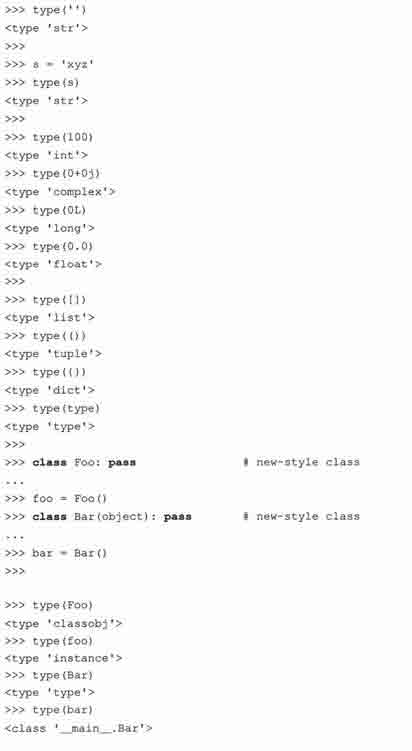 >>> type('')
<type 'str'>
>>>
>>> s = 'xyz'
>>> type(s)
<type 'str'>
>>>
>>> type(100)
<type 'int'>
>>> type(0+0j)
<type 'complex'>
>>> type(0L)
<type 'long'>
>>> type(0.0)
<type 'float'>
>>>
>>> type([])
<type 'list'>
>>> type(())
<type 'tuple'>
>>> type(())
<type 'dict'>
>>> type(type)
<type 'type'>
>>>
>>> class Foo: pass # new-style class
...
>>> foo = Foo()
>>> class Bar(object): pass # new-style class
...
>>> bar = Bar()
>>>
>>> type(Foo)
<type 'classobj'>
>>> type(foo)
<type 'instance'>
>>> type(Bar)
<type 'type'>
>>> type(bar)
<class '__main__.Bar'>